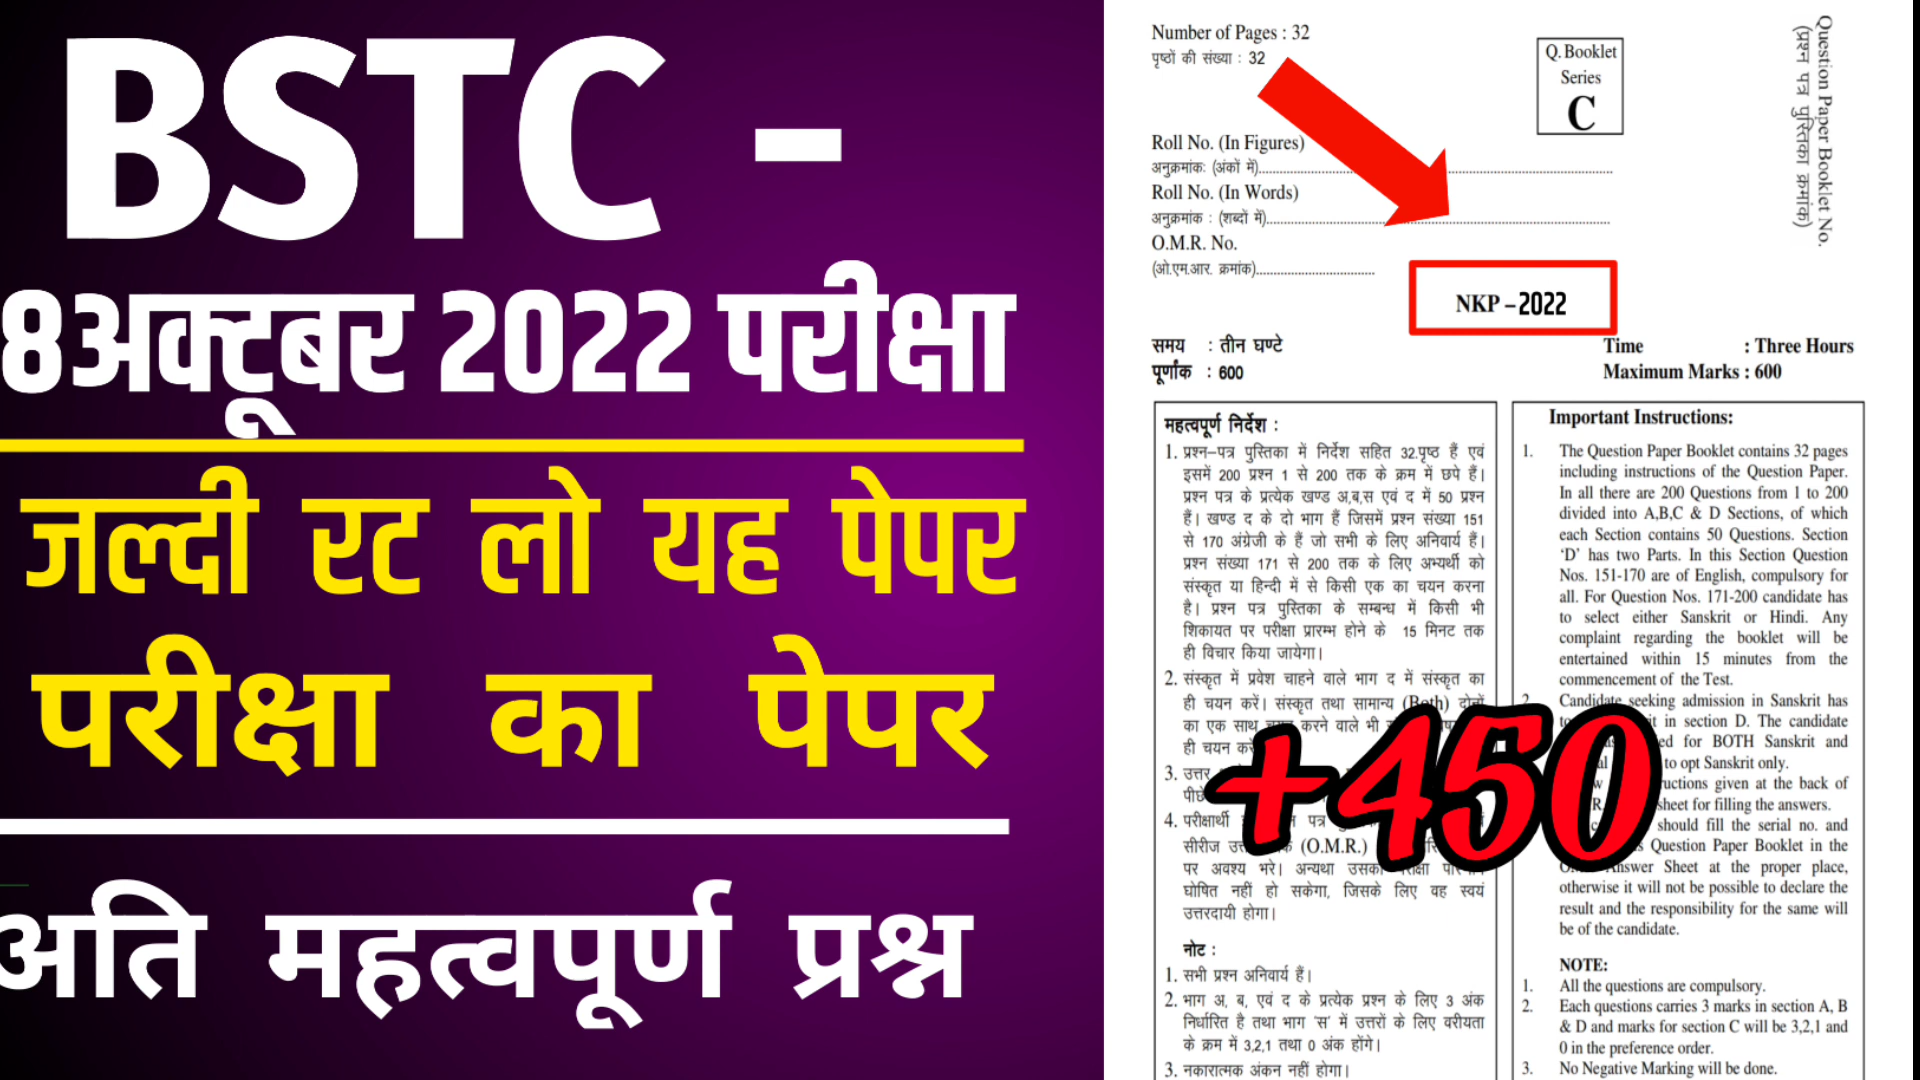 BSTC -
8अक्टूबर 2022 परीक्षा
जल्दी रट लो यह पेपर
परीक्षा का पेपर
अति महत्वपूर्ण प्रश्न
Number of Pages : 32
पृष्ठों की संख्या : 32
Q. Booklet
Series
C
Question Paper Booklet No.
(प्रश्न पत्र पुस्तिका क्रमांक)
Roll No. (In Figures)
अनुक्रमांक: (अंकों में)
Roll No. (In Words)
अनुक्रमांक : (शब्दों में)
O.M.R. No.
(ओ.एम.आर. क्रमांक)
NKP – 2022
समय : तीन घण्टे
पूर्णांक : 600
Time : Three Hours
Maximum Marks : 600
महत्वपूर्ण निर्देश :
1. प्रश्न–पत्र पुस्तिका में निर्देश सहित 32 पृष्ठ हैं एवं
इसमें 200 प्रश्न 1 से 200 तक के क्रम में छपे हैं।
प्रश्न पत्र के प्रत्येक खण्ड अ,ब,स एवं द में 50 प्रश्न
हैं। खण्ड द के दो भाग हैं जिसमें प्रश्न संख्या 151
से 170 अंग्रेजी के हैं जो सभी के लिए अनिवार्य हैं।
प्रश्न संख्या 171 से 200 तक के लिए अभ्यर्थी को
संस्कृत या हिन्दी में से किसी एक का चयन करना
है। प्रश्न पत्र पुस्तिका के सम्बन्ध में किसी भी
शिकायत पर परीक्षा प्रारम्भ होने के 15 मिनट तक
ही विचार किया जायेगा।
2. संस्कृत में प्रवेश चाहने वाले भाग द में संस्कृत का
ही चयन करें। संस्कृत तथा सामान्य (Both) दोनों
का एक साथ चयन करने वाले भी
ही चयन करें
3. उत्तर
पीछे
4. परीक्षार्थी पत्र
सीरीज (O.M.R.)
पर अवश्य भरे। अन्यथा उसका परीक्षा
घोषित नहीं हो सकेगा, जिसके लिए वह स्वयं
उत्तरदायी होगा।
नोट :
1. सभी प्रश्न अनिवार्य हैं।
2. भाग अ, ब, एवं द के प्रत्येक प्रश्न के लिए 3 अंक
निर्धारित है तथा भाग 'स' में उत्तरों के लिए वरीयता
के क्रम में 3,2,1 तथा 0 अंक होंगे।
3. नकारात्मक अंकन नहीं होगा।
Important Instructions:
1. The Question Paper Booklet contains 32 pages
including instructions of the Question Paper.
In all there are 200 Questions from 1 to 200
divided into A,B,C & D Sections, of which
each Section contains 50 Questions. Section
‘D’ has two Parts. In this Section Question
Nos. 151-170 are of English, compulsory for
all. For Question Nos. 171-200 candidate has
to select either Sanskrit or Hindi. Any
complaint regarding the booklet will be
entertained within 15 minutes from the
commencement of the Test.
2. Candidate seeking admission in Sanskrit has
to it in section D. The candidate
for BOTH Sanskrit and
to opt Sanskrit only.
given at the back of
sheet for filling the answers.
should fill the serial no. and
Question Paper Booklet in the
Answer Sheet at the proper place,
otherwise it will not be possible to declare the
result and the responsibility for the same will
be of the candidate.
NOTE:
1. All the questions are compulsory.
2. Each questions carries 3 marks in section A, B
& D and marks for section C will be 3,2,1 and
0 in the preference order.
3. No Negative Marking will be done.
+450